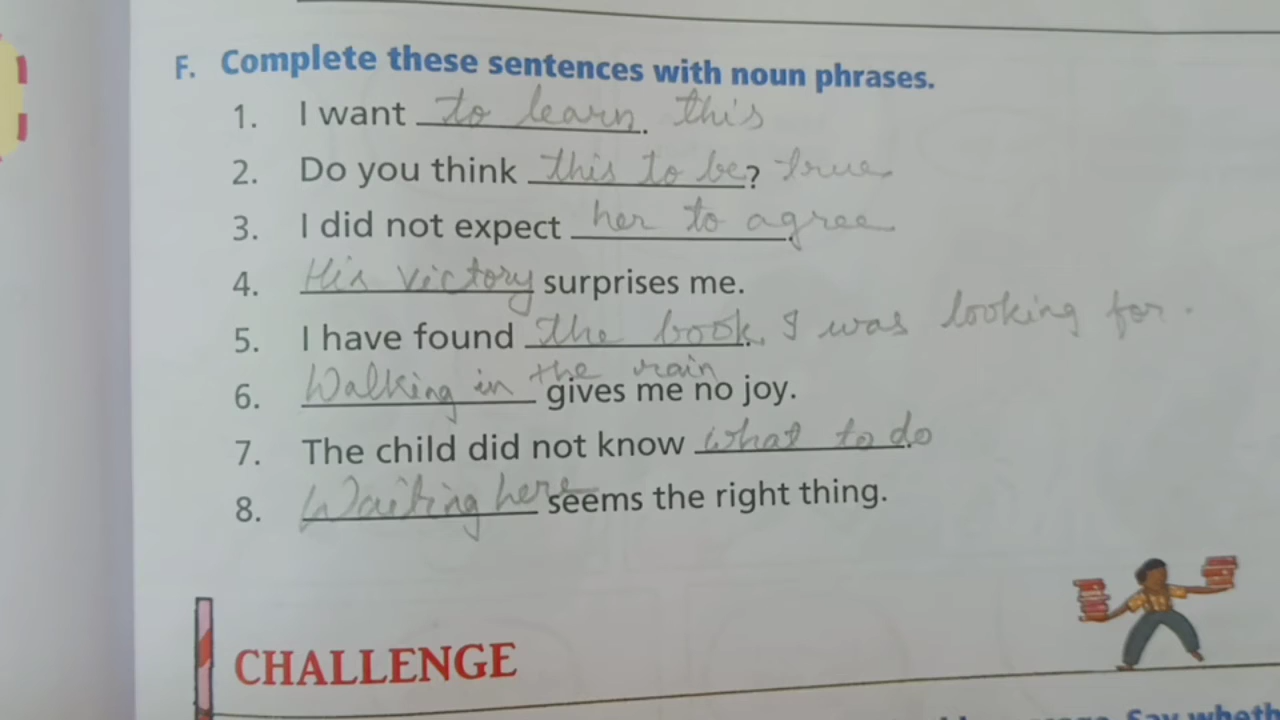 F. Complete these sentences with noun phrases.
1. I want to learn this.
2. Do you think this to be true?
3. I did not expect her to agree.
4. His victory surprises me.
5. I have found the book I was looking for.
6. Walking in the rain gives me no joy.
7. The child did not know what to do.
8. Waiting here seems the right thing.
CHALLENGE
Say wheth